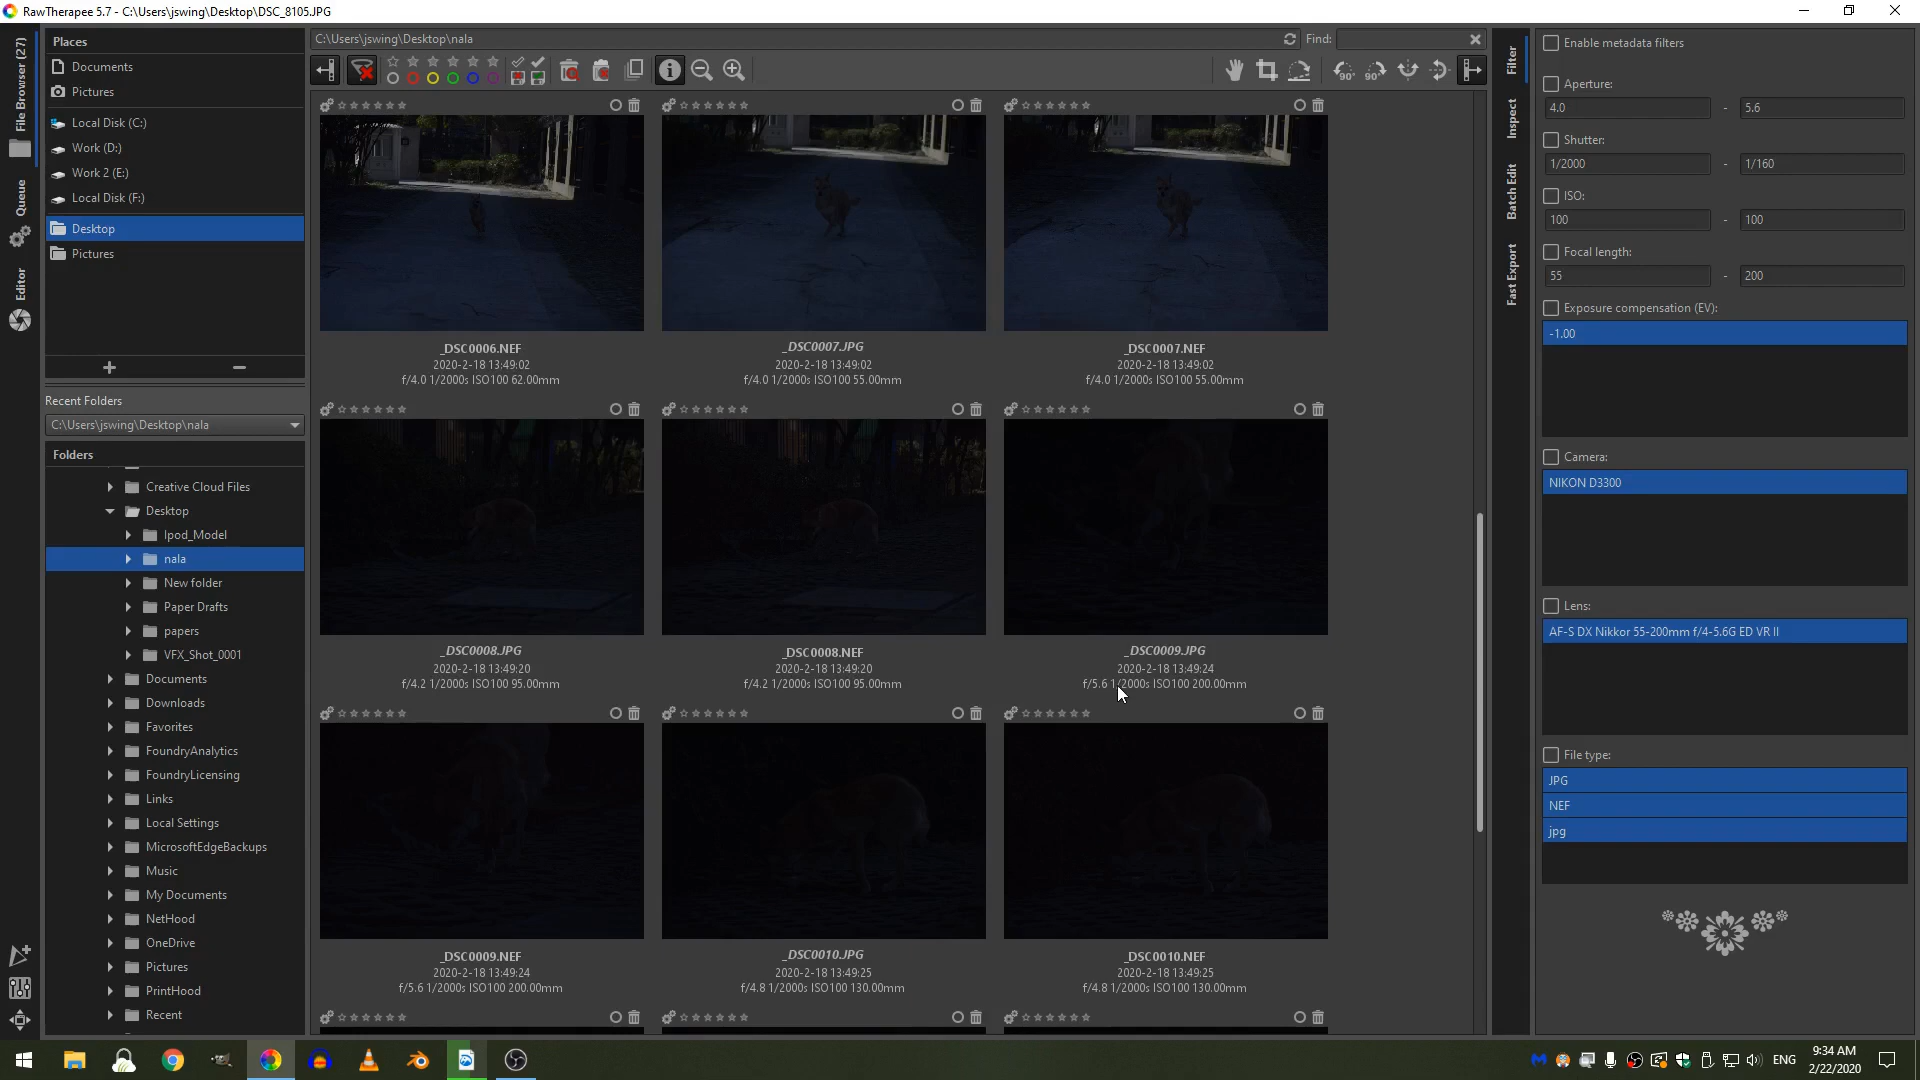 RawTherapee 5.7 - C:\Users\jswing\Desktop\DSC_8105.JPG
File Browser (27)
Queue
Editor
Places
Documents
Pictures
Local Disk (C:)
Work (D:)
Work 2 (E:)
Local Disk (F:)
Desktop
Pictures
Recent Folders
C:\Users\jswing\Desktop\nala
Folders
Creative Cloud Files
Desktop
Ipod_Model
nala
New folder
Paper Drafts
papers
VFX_Shot_0001
Documents
Downloads
Favorites
FoundryAnalytics
FoundryLicensing
Links
Local Settings
MicrosoftEdgeBackups
Music
My Documents
NetHood
OneDrive
Pictures
PrintHood
Recent
C:\Users\jswing\Desktop\nala
Find:
90° 90°
_DSC0006.NEF
2020-2-18 13:49:02
f/4.0 1/2000s ISO100 62.00mm
_DSC0007.JPG
2020-2-18 13:49:02
f/4.0 1/2000s ISO100 55.00mm
_DSC0007.NEF
2020-2-18 13:49:02
f/4.0 1/2000s ISO100 55.00mm
_DSC0008.JPG
2020-2-18 13:49:20
f/4.2 1/2000s ISO100 95.00mm
_DSC0008.NEF
2020-2-18 13:49:20
f/4.2 1/2000s ISO100 95.00mm
_DSC0009.JPG
2020-2-18 13:49:24
f/5.6 1/2000s ISO100 200.00mm
_DSC0009.NEF
2020-2-18 13:49:24
f/5.6 1/2000s ISO100 200.00mm
_DSC0010.JPG
2020-2-18 13:49:25
f/4.8 1/2000s ISO100 130.00mm
_DSC0010.NEF
2020-2-18 13:49:25
f/4.8 1/2000s ISO100 130.00mm
Filter
Inspect
Batch Edit
Fast Export
Enable metadata filters
Aperture:
4.0 - 5.6
Shutter:
1/2000 - 1/160
ISO:
100 - 100
Focal length:
55 - 200
Exposure compensation (EV):
-1.00
Camera:
NIKON D3300
Lens:
AF-S DX Nikkor 55-200mm f/4-5.6G ED VR II
File type:
JPG
NEF
jpg
ENG
9:34 AM
2/22/2020